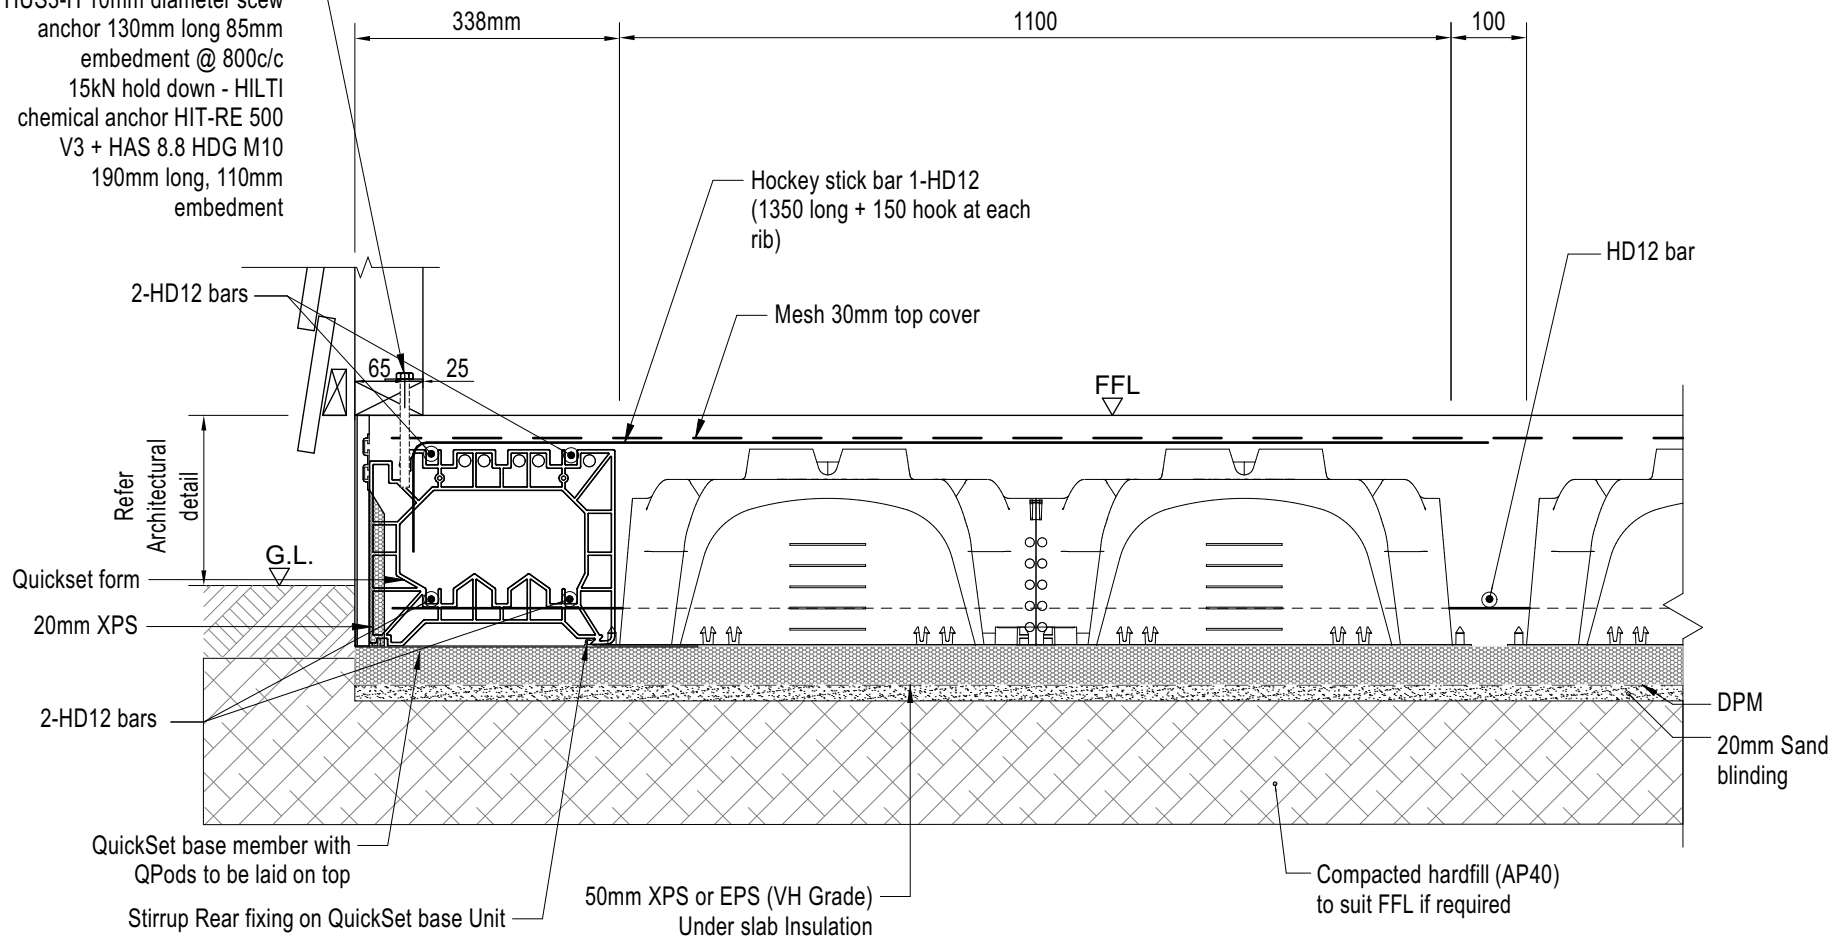 HUS3-H 10mm diameter scew
anchor 130mm long 85mm
embedment @ 800c/c
15kN hold down - HILTI
chemical anchor HIT-RE 500
V3 + HAS 8.8 HDG M10
190mm long, 110mm
embedment
338mm
1100
100
Hockey stick bar 1-HD12
(1350 long + 150 hook at each
rib)
HD12 bar
2-HD12 bars
Mesh 30mm top cover
65
25
FFL
Refer
Architectural
detail
G.L.
Quickset form
20mm XPS
2-HD12 bars
DPM
20mm Sand
blinding
QuickSet base member with
QPods to be laid on top
Stirrup Rear fixing on QuickSet base Unit
50mm XPS or EPS (VH Grade)
Under slab Insulation
Compacted hardfill (AP40)
to suit FFL if required